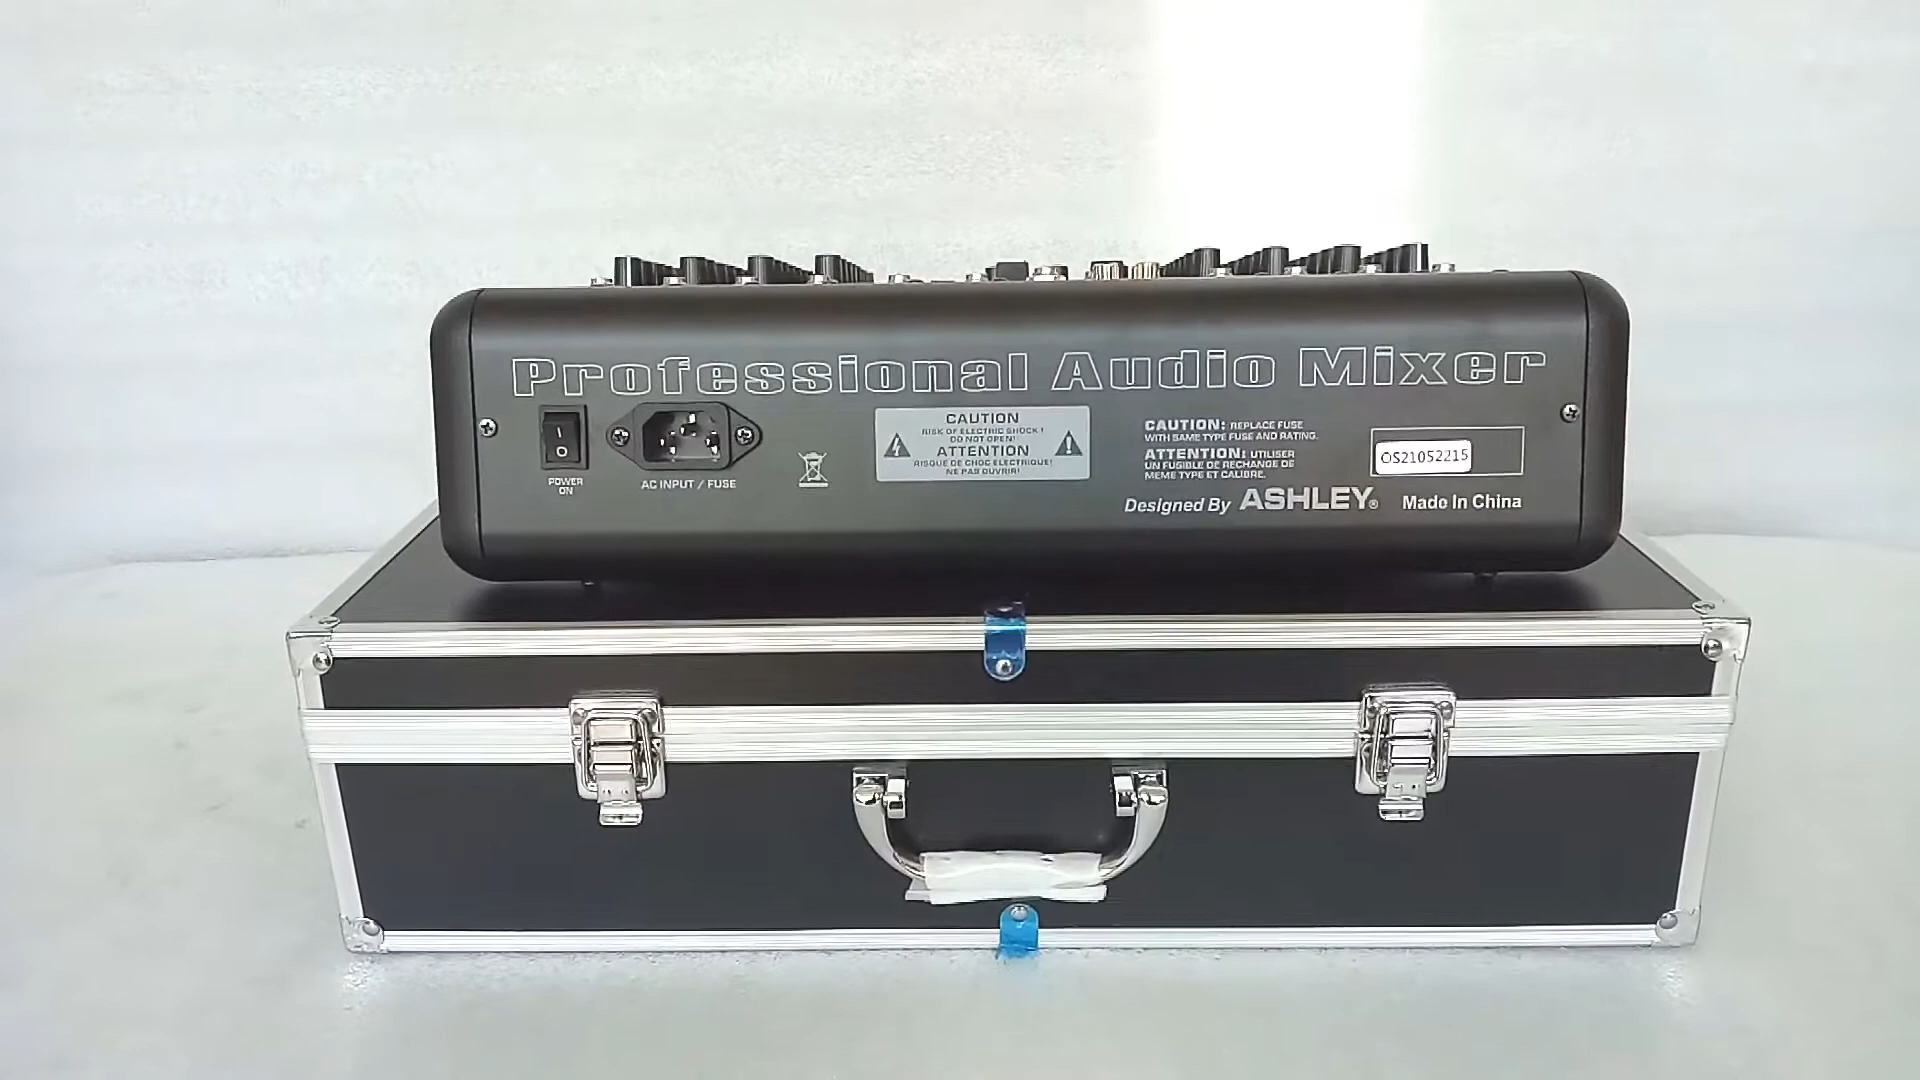 Professional Audio Mixer
I
O
POWER
ON
AC INPUT / FUSE
CAUTION
RISK OF ELECTRIC SHOCK !
DO NOT OPEN!
ATTENTION
RISQUE DE CHOC ELECTRIQUE!
NE PAS OUVRIR!
CAUTION: REPLACE FUSE
WITH SAME TYPE FUSE AND RATING.
ATTENTION: UTILISER
UN FUSIBLE DE RECHANGE DE
MEME TYPE ET CALIBRE.
OS21052215
Designed By ASHLEY® Made In China